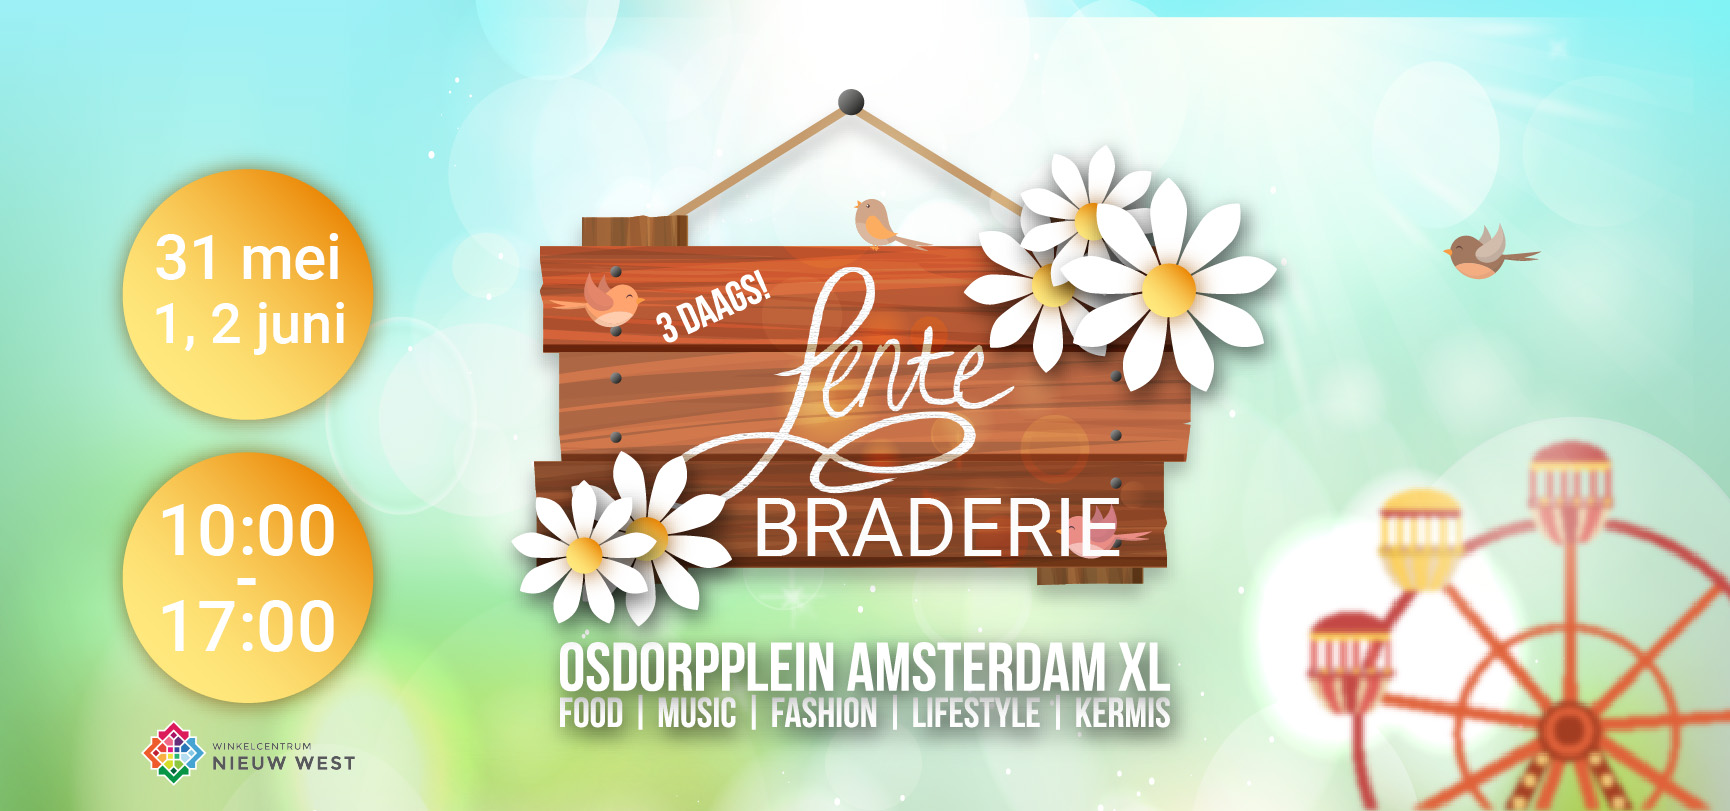 31 mei
1, 2 juni
10:00
-
17:00
3 DAAGS!
Lente
BRADERIE
OSDORPPLEIN AMSTERDAM XL
FOOD | MUSIC | FASHION | LIFESTYLE | KERMIS
WINKELCENTRUM
NIEUW WEST